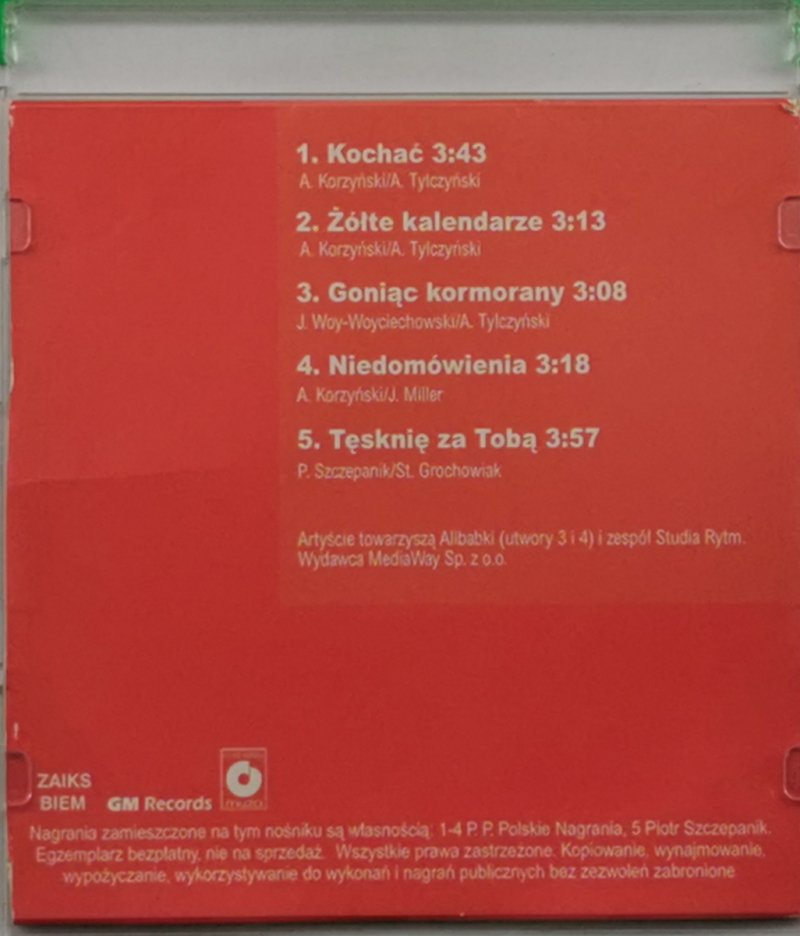 1. Kochać 3:43
A. Korzyński/A. Tylczyński
2. Żółte kalendarze 3:13
A. Korzyński/A. Tylczyński
3. Goniąc kormorany 3:08
J. Woy-Woyciechowski/A. Tylczyński
4. Niedomówienia 3:18
A. Korzyński/J. Miller
5. Tęsknię za Tobą 3:57
P. Szczepanik/St. Grochowiak
Artyście towarzyszą Alibabki (utwory 3 i 4) i zespół Studia Rytm.
Wydawca MediaWay Sp. z o.o.
ZAIKS
BIEM GM Records
muza
Nagrania zamieszczone na tym nośniku są własnością: 1-4 P. P. Polskie Nagrania, 5 Piotr Szczepanik.
Egzemplarz bezpłatny, nie na sprzedaż. Wszystkie prawa zastrzeżone. Kopiowanie, wynajmowanie,
wypożyczanie, wykorzystywanie do wykonań i nagrań publicznych bez zezwoleń zabronione